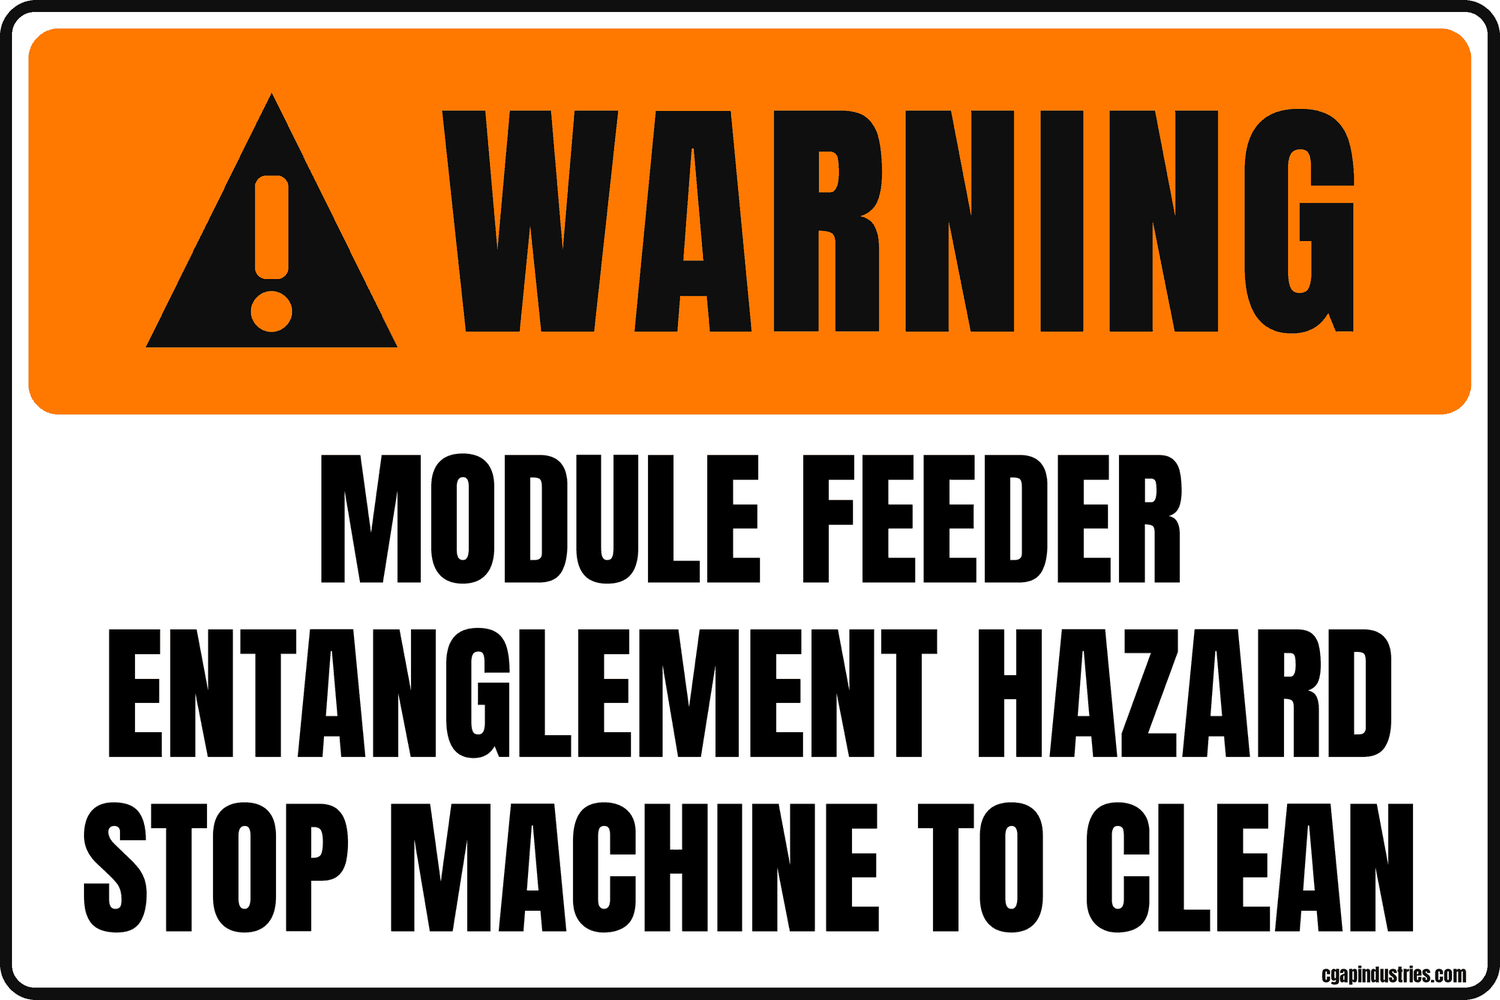 WARNING
MODULE FEEDER
ENTANGLEMENT HAZARD
STOP MACHINE TO CLEAN
cgapindustries.com